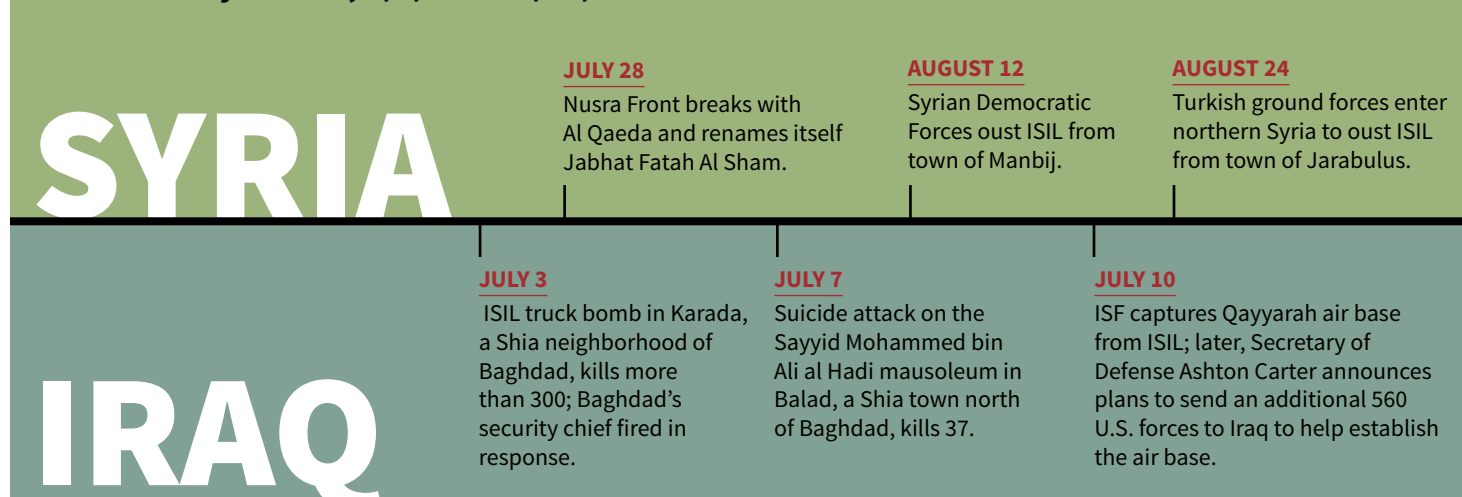 SYRIA
JULY 28
Nusra Front breaks with
Al Qaeda and renames itself
Jabhat Fatah Al Sham.
AUGUST 12
Syrian Democratic
Forces oust ISIL from
town of Manbij.
AUGUST 24
Turkish ground forces enter
northern Syria to oust ISIL
from town of Jarabulus.
IRAQ
JULY 3
ISIL truck bomb in Karada,
a Shia neighborhood of
Baghdad, kills more
than 300; Baghdad’s
security chief fired in
response.
JULY 7
Suicide attack on the
Sayyid Mohammed bin
Ali al Hadi mausoleum in
Balad, a Shia town north
of Baghdad, kills 37.
JULY 10
ISF captures Qayyarah air base
from ISIL; later, Secretary of
Defense Ashton Carter announces
plans to send an additional 560
U.S. forces to Iraq to help establish
the air base.